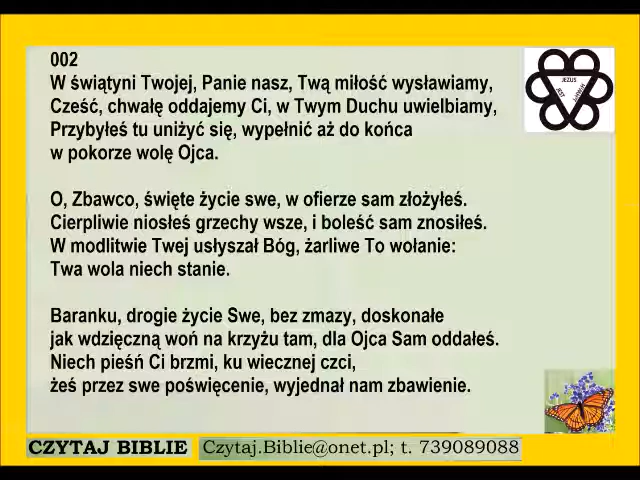 002
W świątyni Twojej, Panie nasz, Twą miłość wysławiamy,
Cześć, chwałę oddajemy Ci, w Twym Duchu uwielbiamy,
Przybyłeś tu uniżyć się, wypełnić aż do końca
w pokorze wolę Ojca.
O, Zbawco, święte życie swe, w ofierze sam złożyłeś.
Cierpliwie niosłeś grzechy wsze, i boleść sam znosiłeś.
W modlitwie Twej usłyszał Bóg, żarliwe To wołanie:
Twa wola niech stanie.
Baranku, drogie życie Swe, bez zmazy, doskonałe
jak wdzięczną woń na krzyżu tam, dla Ojca Sam oddałeś.
Niech pieśń Ci brzmi, ku wiecznej czci,
żeś przez swe poświęcenie, wyjednał nam zbawienie.
JEZUS
JEST
CZYTAJ BIBLIE Czytaj.Biblie@onet.pl; t. 739089088